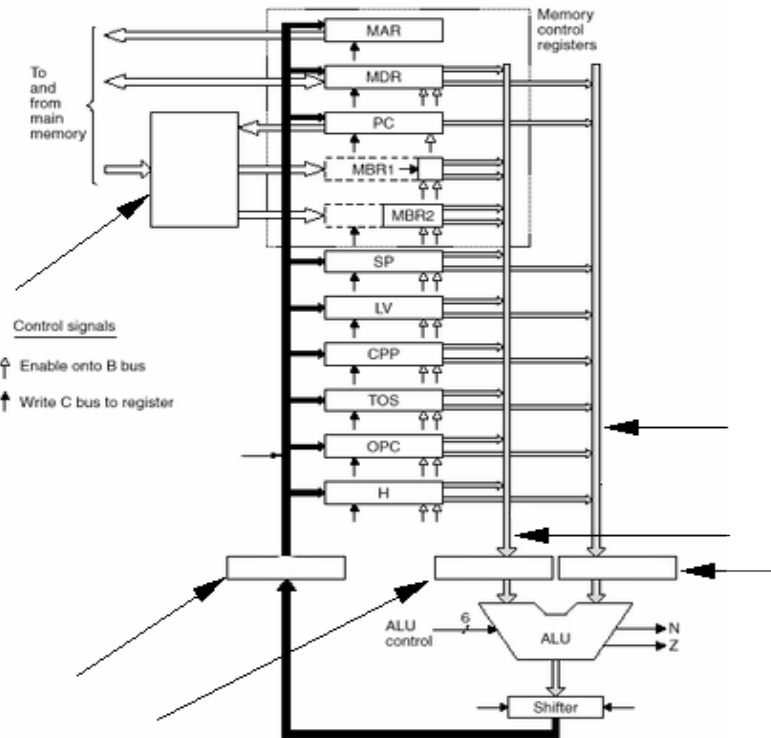 Memory
control
registers
To
and
from
main
memory
MAR
MDR
PC
MBR1
MBR2
SP
LV
CPP
TOS
OPC
H
Control signals
Enable onto B bus
Write C bus to register
ALU
control
6
ALU
N
Z
Shifter